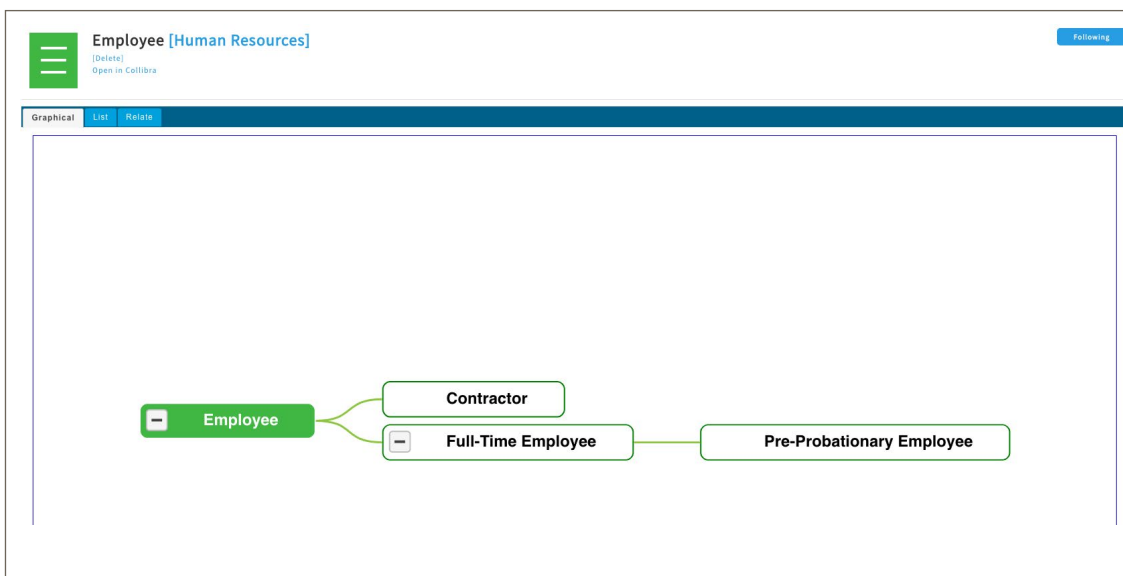 Employee [Human Resources]
[Delete]
Open in Collibra
Following
Graphical List Relate
Contractor
Employee
Full-Time Employee
Pre-Probationary Employee